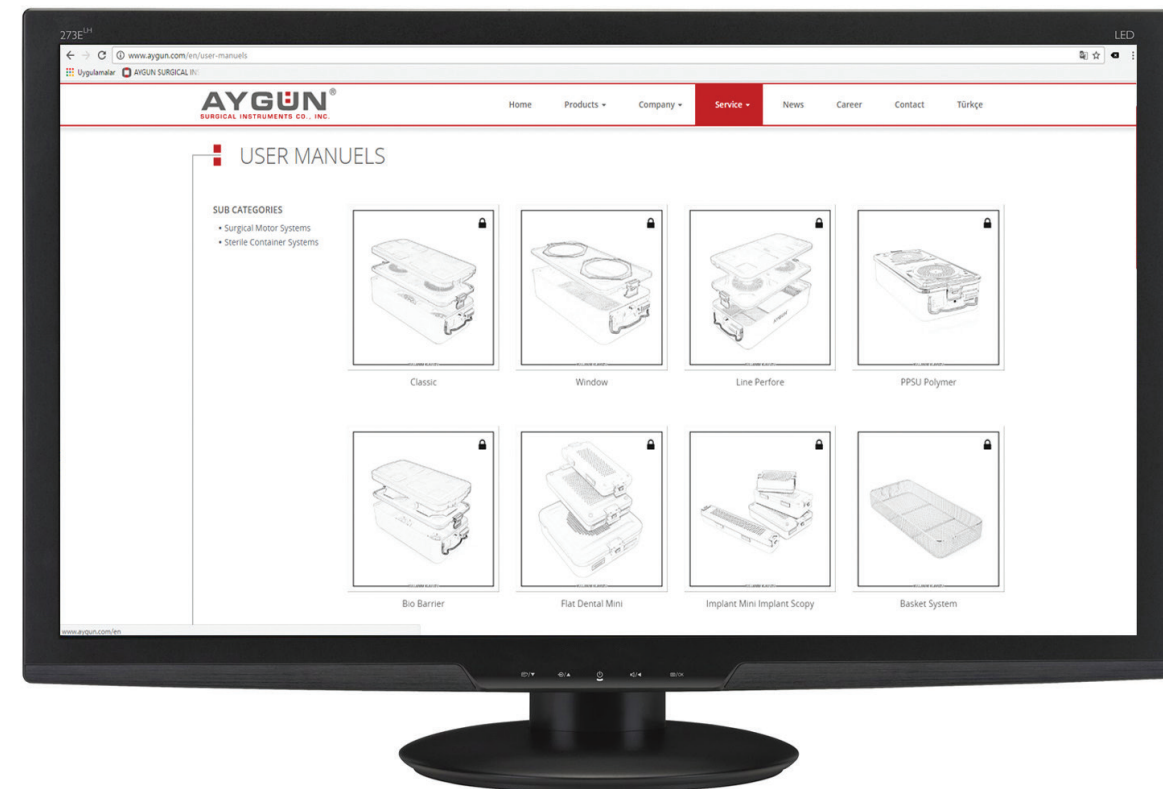 273E LH
LED
www.aygun.com/en/user-manuels
Uygulamalar AYGUN SURGICAL IN
AYGÜN®
SURGICAL INSTRUMENTS CO., INC.
Home Products Company Service News Career Contact Türkçe
USER MANUELS
SUB CATEGORIES
• Surgical Motor Systems
• Sterile Container Systems
Classic Window Line Perfore PPSU Polymer
Bio Barrier Flat Dental Mini Implant Mini Implant Scopy Basket System
www.aygun.com/en